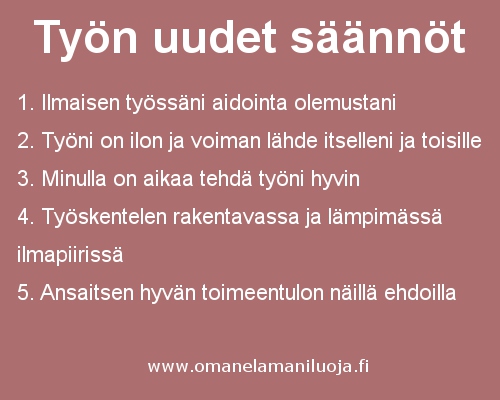 Työn uudet säännöt
1. Ilmaisen työssäni aidointa olemustani
2. Työni on ilon ja voiman lähde itselleni ja toisille
3. Minulla on aikaa tehdä työni hyvin
4. Työskentelen rakentavassa ja lämpimässä
ilmapiirissä
5. Ansaitsen hyvän toimeentulon näillä ehdoilla
www.omanelamaniluoja.fi